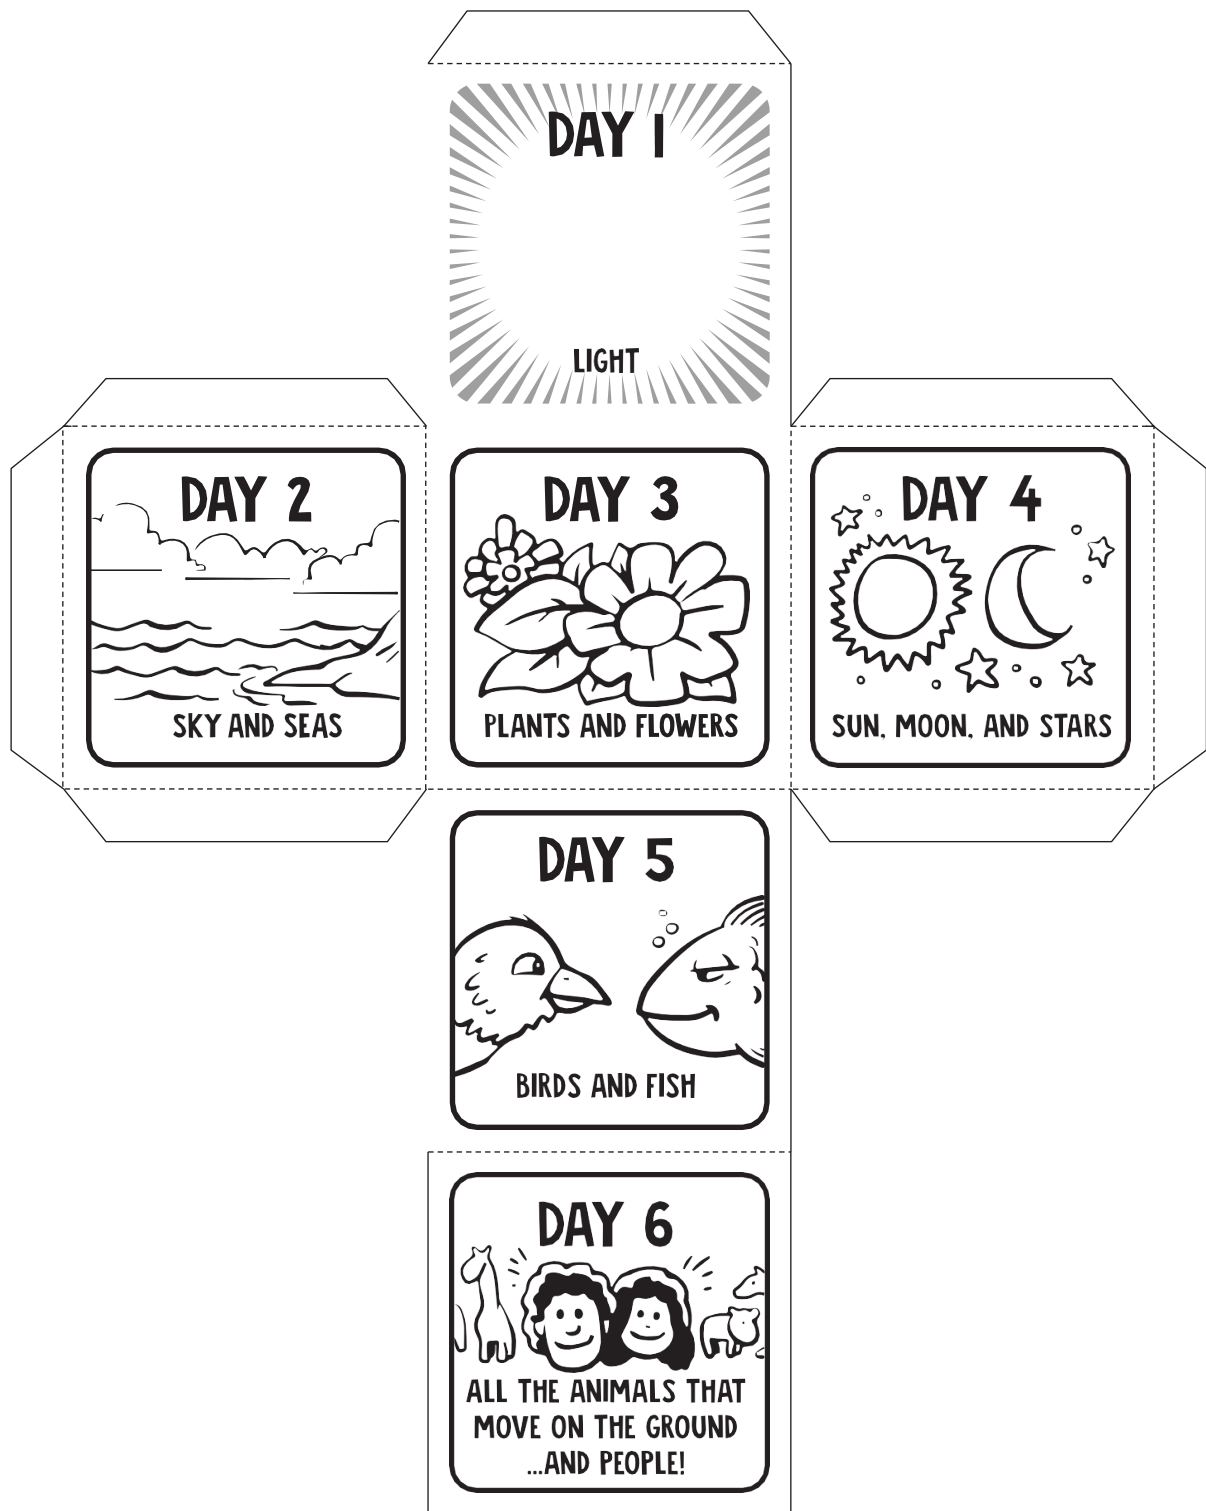 DAY 1
LIGHT
DAY 2
SKY AND SEAS
DAY 3
PLANTS AND FLOWERS
DAY 4
SUN, MOON, AND STARS
DAY 5
BIRDS AND FISH
DAY 6
ALL THE ANIMALS THAT
MOVE ON THE GROUND
...AND PEOPLE!